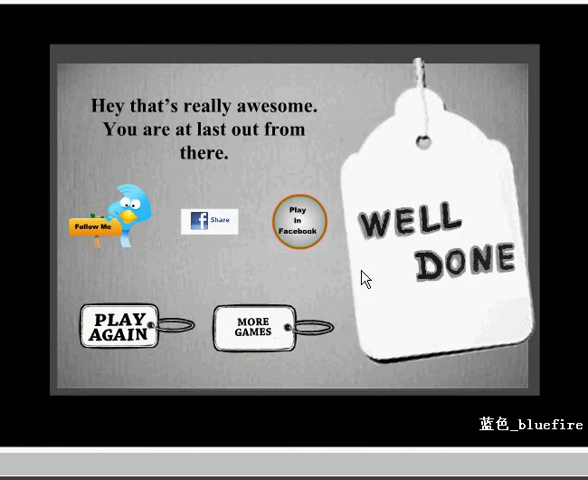 Hey that's really awesome.
You are at last out from
there.
Follow Me
f Share
Play
in
Facebook
WELL
DONE
PLAY
AGAIN
MORE
GAMES
蓝色_bluefire